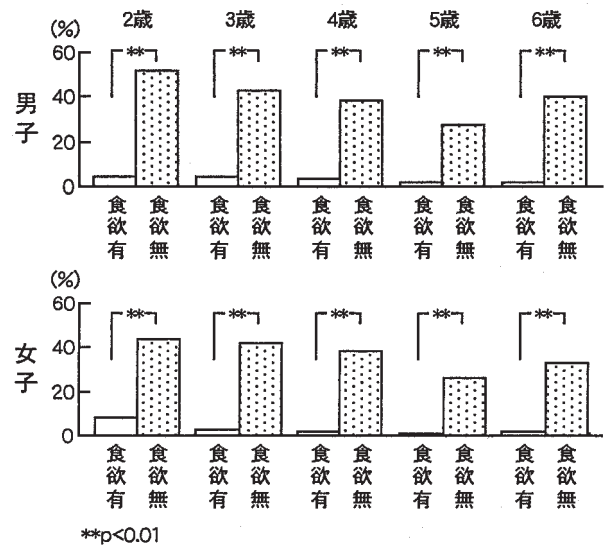 (%) 2歳 3歳 4歳 5歳 6歳
60 ** ** ** ** **
40
20
0
男子
食欲有 食欲無 食欲有 食欲無 食欲有 食欲無 食欲有 食欲無 食欲有 食欲無
(%)
60 ** ** ** ** **
40
20
0
女子
食欲有 食欲無 食欲有 食欲無 食欲有 食欲無 食欲有 食欲無 食欲有 食欲無
**p<0.01